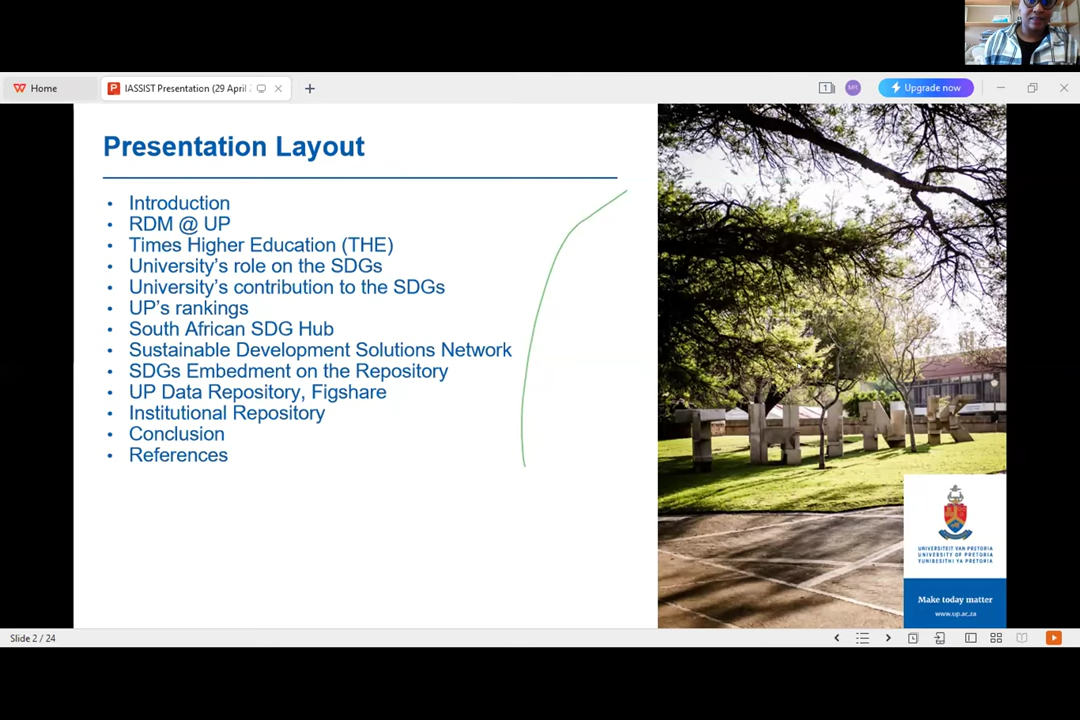 Home
IASSIST Presentation (29 April
1
MR
Upgrade now
Presentation Layout
• Introduction
• RDM @ UP
• Times Higher Education (THE)
• University's role on the SDGs
• University's contribution to the SDGs
• UP's rankings
• South African SDG Hub
• Sustainable Development Solutions Network
• SDGs Embedment on the Repository
• UP Data Repository, Figshare
• Institutional Repository
• Conclusion
• References
THINK
UNIVERSITEIT VAN PRETORIA
UNIVERSITY OF PRETORIA
YUNIBESITHI YA PRETORIA
Make today matter
www.up.ac.za
Slide 2 / 24